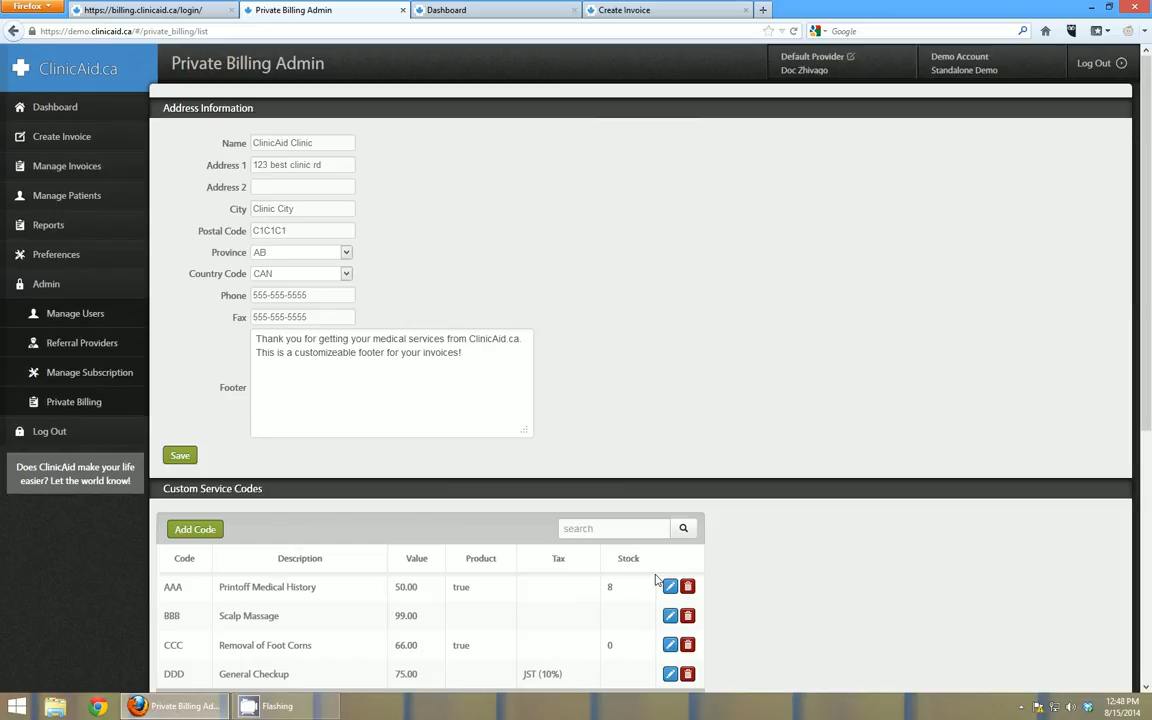 Firefox
https://billing.clinicaid.ca/login/
Private Billing Admin
Dashboard
Create Invoice
https://demo.clinicaid.ca/#/private_billing/list
Google
ClinicAid.ca
Private Billing Admin
Default Provider
Doc Zhivago
Demo Account
Standalone Demo
Log Out
Dashboard
Create Invoice
Manage Invoices
Manage Patients
Reports
Preferences
Admin
Manage Users
Referral Providers
Manage Subscription
Private Billing
Log Out
Does ClinicAid make your life
easier? Let the world know!
Address Information
Name ClinicAid Clinic
Address 1 123 best clinic rd
Address 2
City Clinic City
Postal Code C1C1C1
Province AB
Country Code CAN
Phone 555-555-5555
Fax 555-555-5555
Footer
Thank you for getting your medical services from ClinicAid.ca.
This is a customizeable footer for your invoices!
Save
Custom Service Codes
Add Code
search
Code Description Value Product Tax Stock
AAA Printoff Medical History 50.00 true 8
BBB Scalp Massage 99.00
CCC Removal of Foot Corns 66.00 true 0
DDD General Checkup 75.00 JST (10%)
Private Billing Ad...
Flashing
12:48 PM
8/15/2014